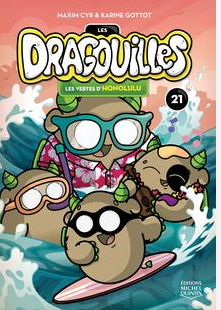 MAXIM CYR & KARINE GOTTOT
LES
DRAGOUILLES
LES VERTES D'HONOLULU
21
ÉDITIONS
MICHEL
QUINTIN